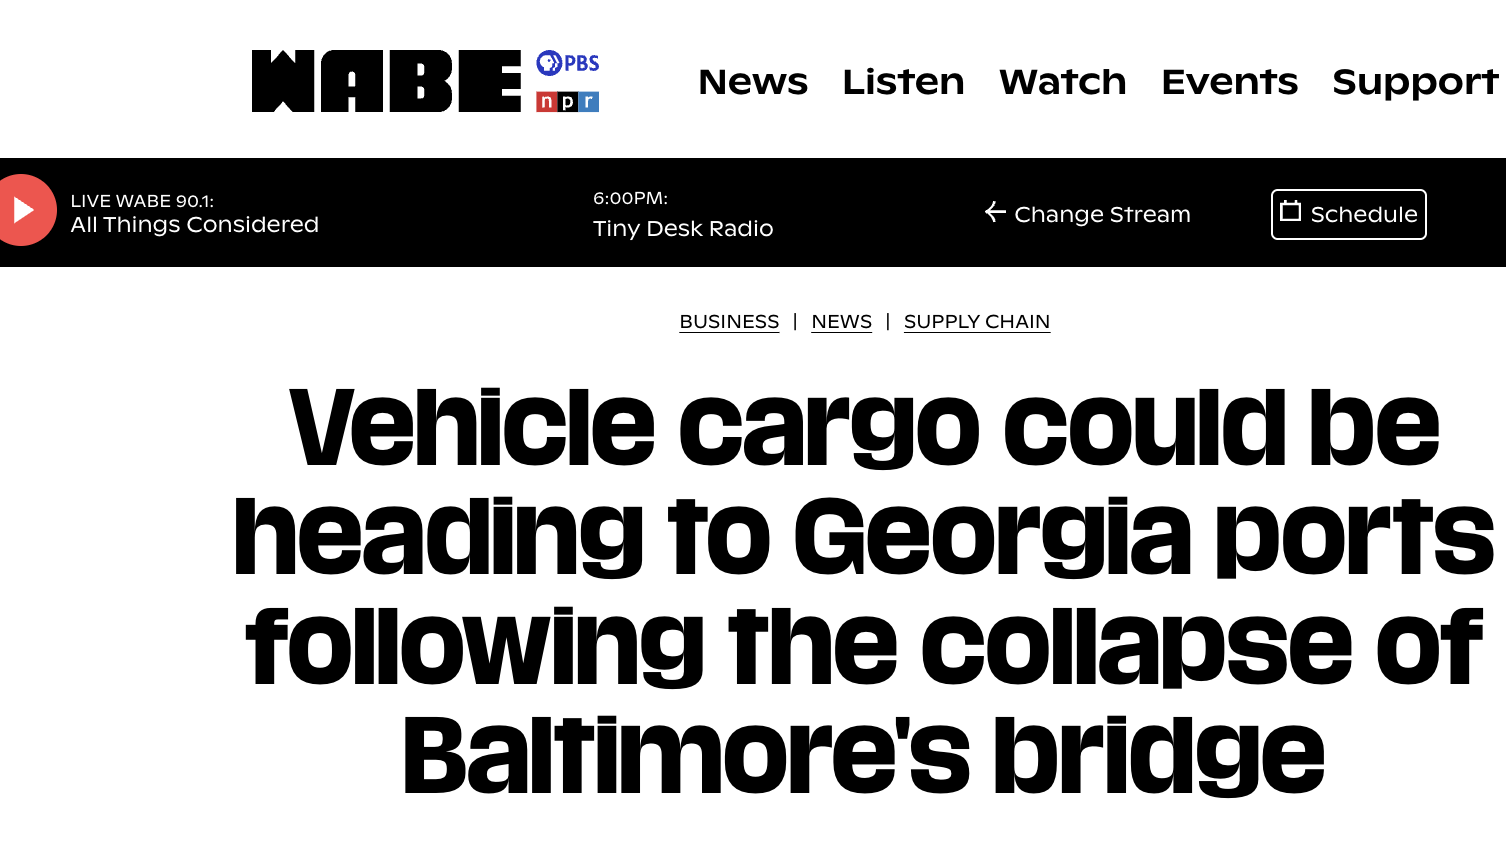 WABE PBS
npr
News Listen Watch Events Support
LIVE WABE 90.1:
All Things Considered
6:00PM:
Tiny Desk Radio
Change Stream
Schedule
BUSINESS | NEWS | SUPPLY CHAIN
Vehicle cargo could be
heading to Georgia ports
following the collapse of
Baltimore's bridge